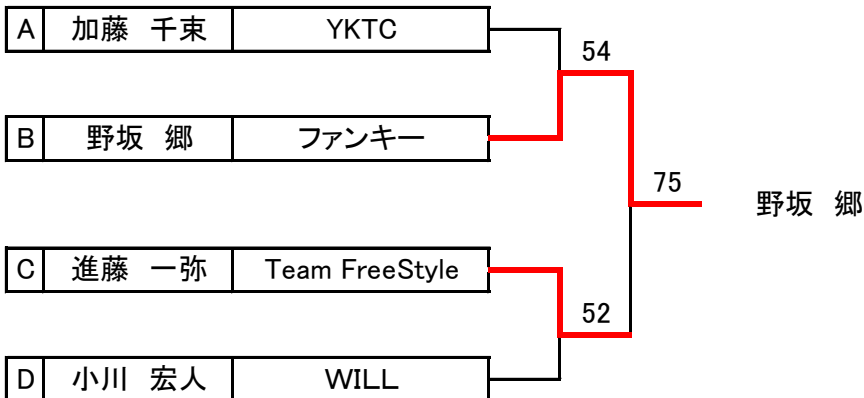 A 加藤 千束 YKTC
54
B 野坂 郷 ファンキー
75
野坂 郷
C 進藤 一弥 Team FreeStyle
52
D 小川 宏人 WILL